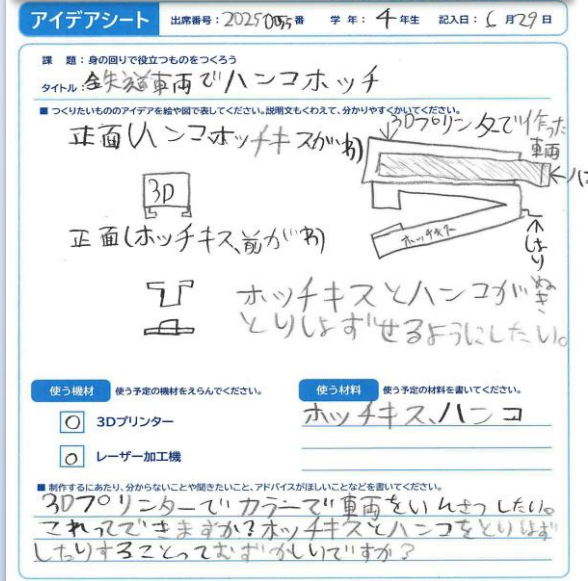 アイデアシート 出席番号:20250055番 学年:4年生 記入日:6月29日
課題:身の回りで役立つものをつくろう
タイトル:鉄道車両でハンコホッチ
■つくりたいもののアイデアを絵や図で表してください。説明文もくわえて、分かりやすくかいてください。
正面(ハンコホッチキスがわ)
3Dプリンターで作った
車両
←ハン
3D
ホッチキス
←はり
正面(ホッチキス、前がわ)
ホッチキスとハンコが
とりはずせるようにしたい。
使う機材 使う予定の機材をえらんでください。
○ 3Dプリンター
○ レーザー加工機
使う材料 使う予定の材料を書いてください。
ホッチキス、ハンコ
■制作するにあたり、分からないことや聞きたいこと、アドバイスがほしいことなどを書いてください。
3Dプリンターでカラーで車両をいんさつしたい。
これってできますか?ホッチキスとハンコをとりはず
したりすることってむずかしいですか?